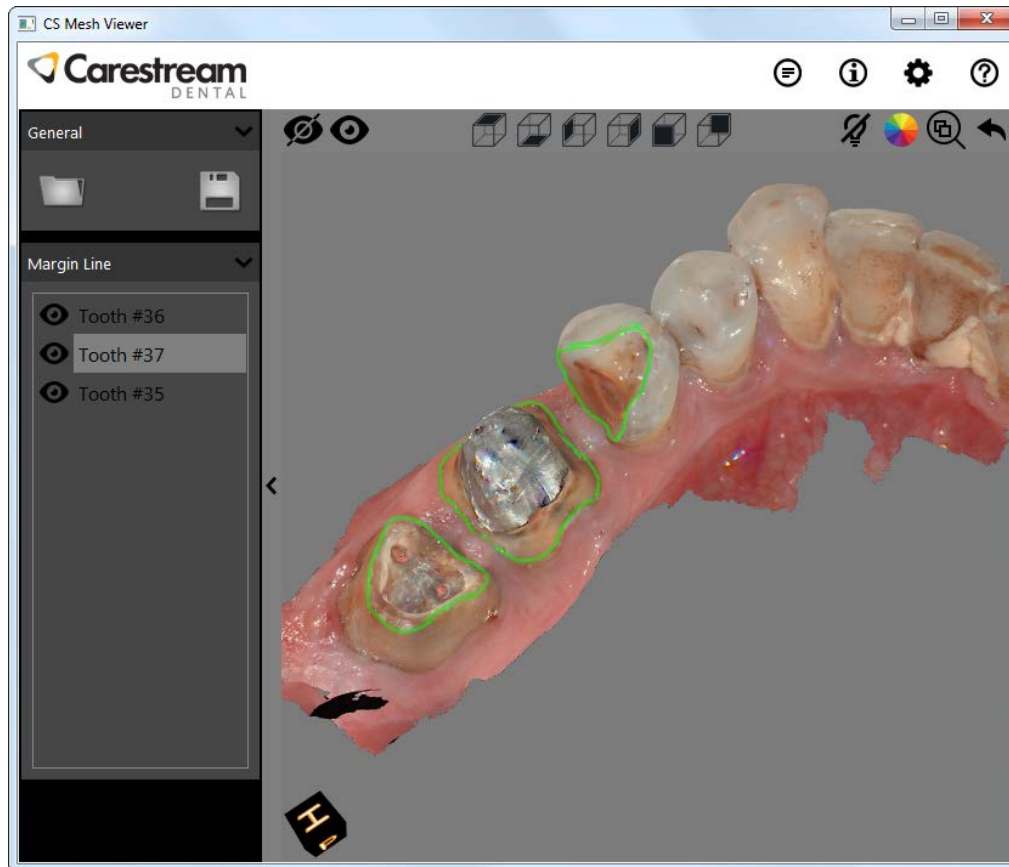 CS Mesh Viewer
Carestream
DENTAL
General
Margin Line
Tooth #36
Tooth #37
Tooth #35
H